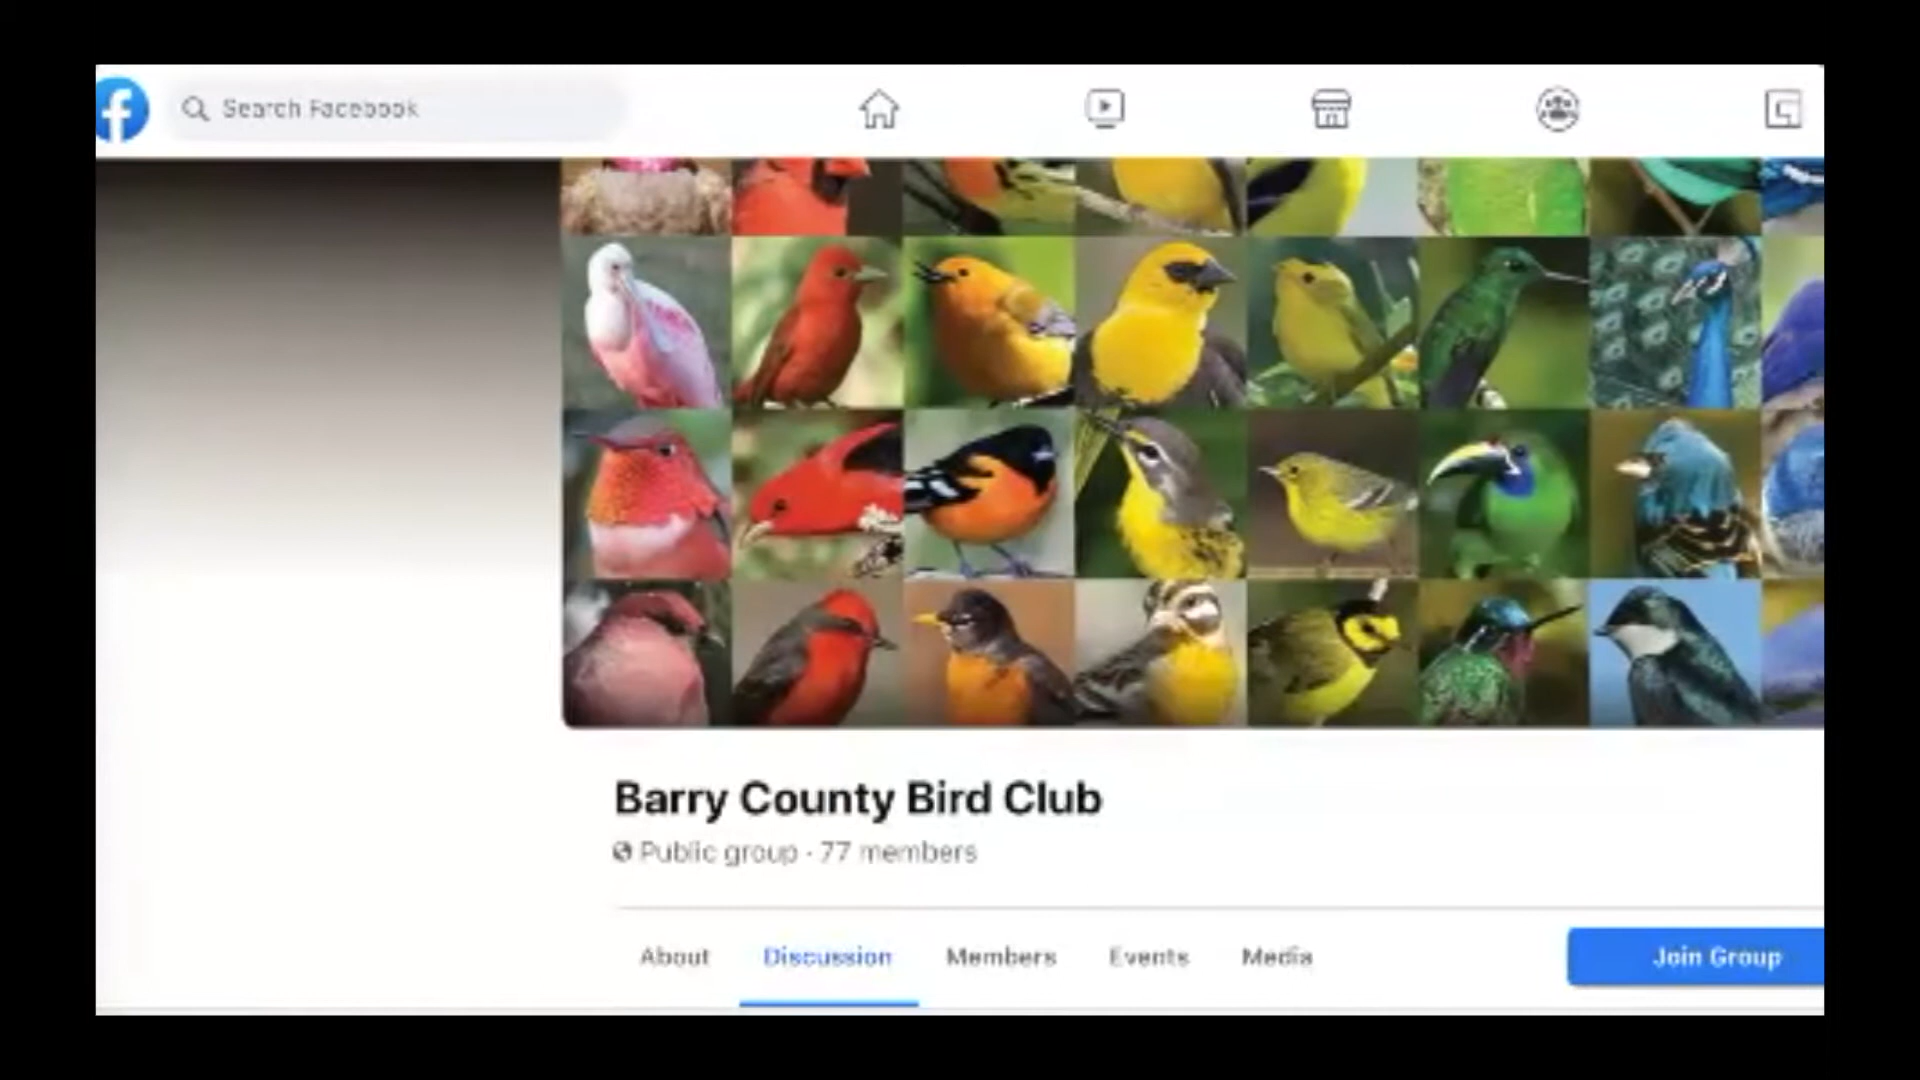 Search Facebook
Barry County Bird Club
Public group · 77 members
About Discussion Members Events Media Join Group